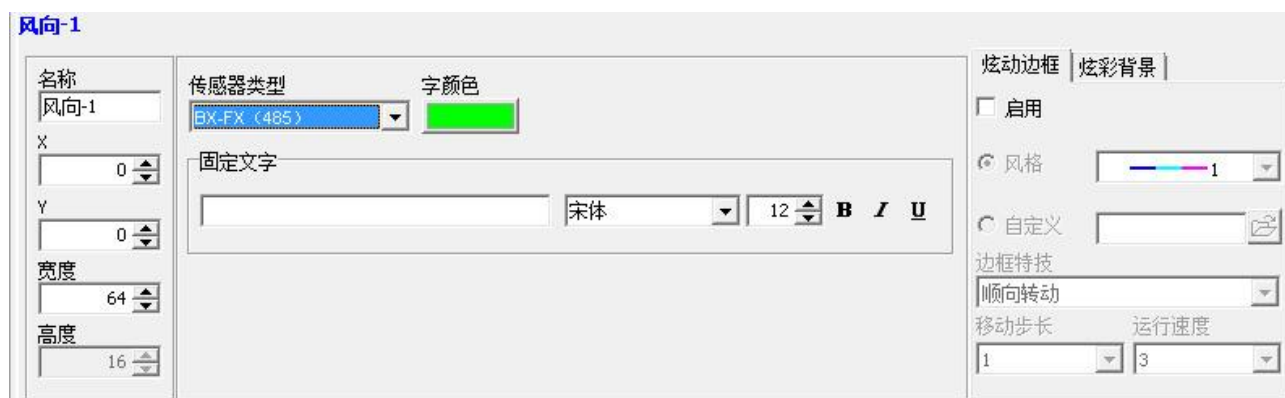 风向-1
名称
风向-1
X
0
Y
0
宽度
64
高度
16
传感器类型
字颜色
BX-FX（485）
固定文字
宋体
12
B I U
炫动边框 炫彩背景
启用
风格
1
自定义
边框特技
顺向转动
移动步长 运行速度
1 3